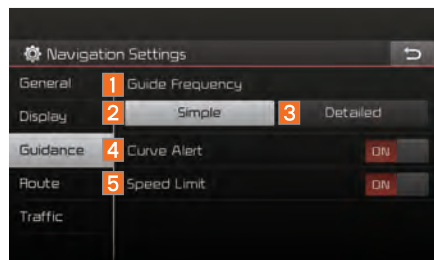 Navigation Settings
General
1 Guide Frequency
Display
2 Simple
3 Detailed
Guidance
4 Curve Alert ON
Route
5 Speed Limit ON
Traffic